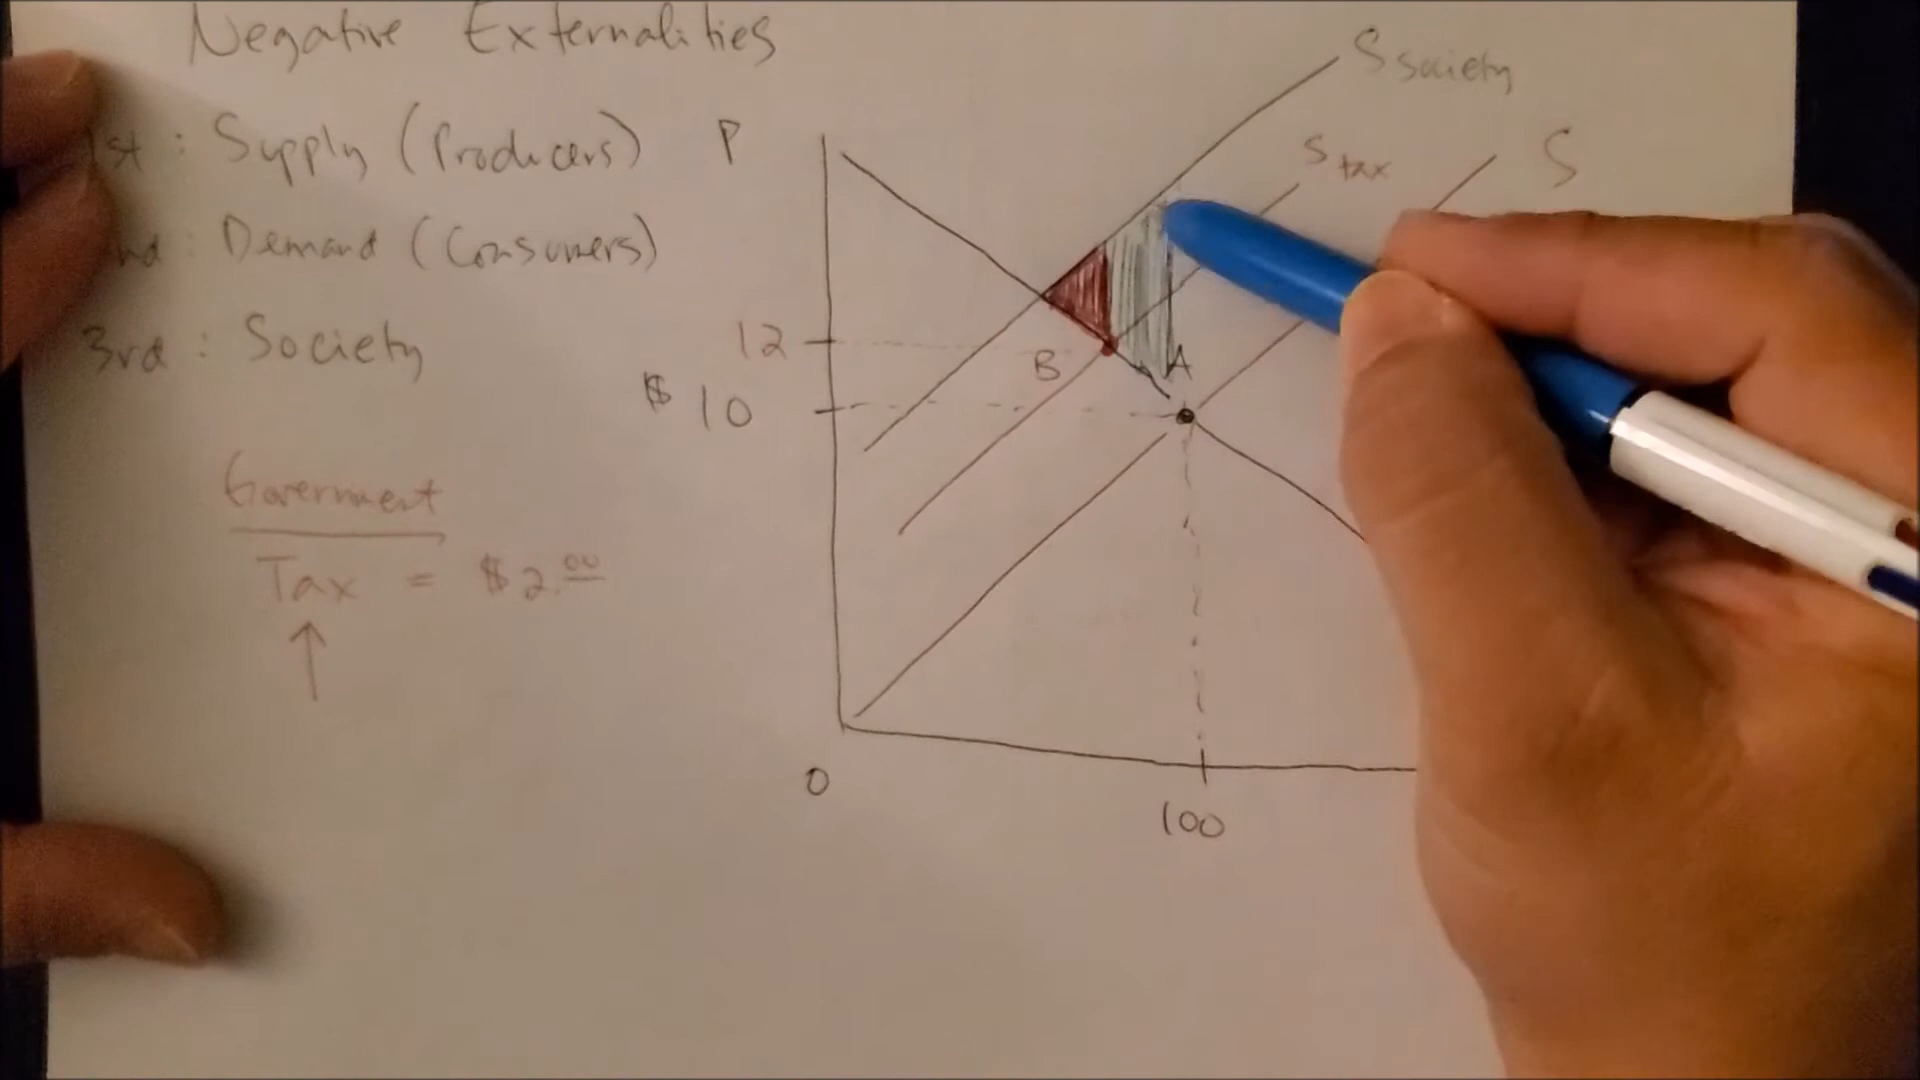 Negative Externalities
1st : Supply (Producers)
nd : Demand (Consumers)
3rd : Society
Government
Tax = $2.00
P
S society
S tax
S
12
B
A
$ 10
0
100